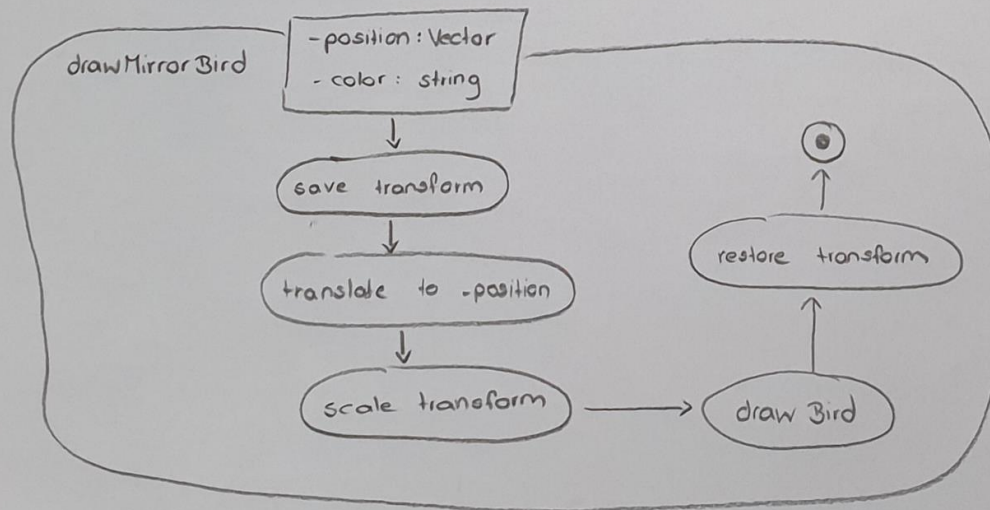 drawMirrorBird
-position: Vector
- color: string
save transform
translate to -position
scale transform
draw Bird
restore transform